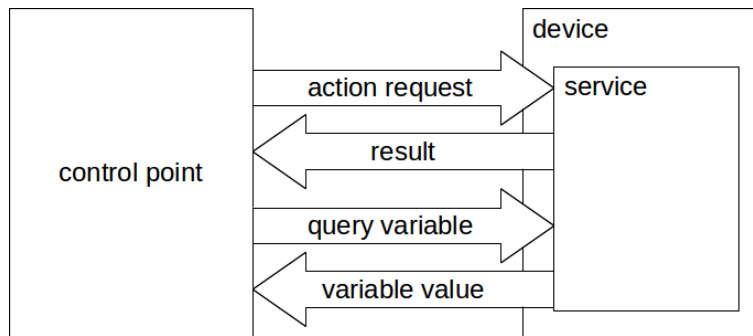 device
action request
service
result
control point
query variable
variable value